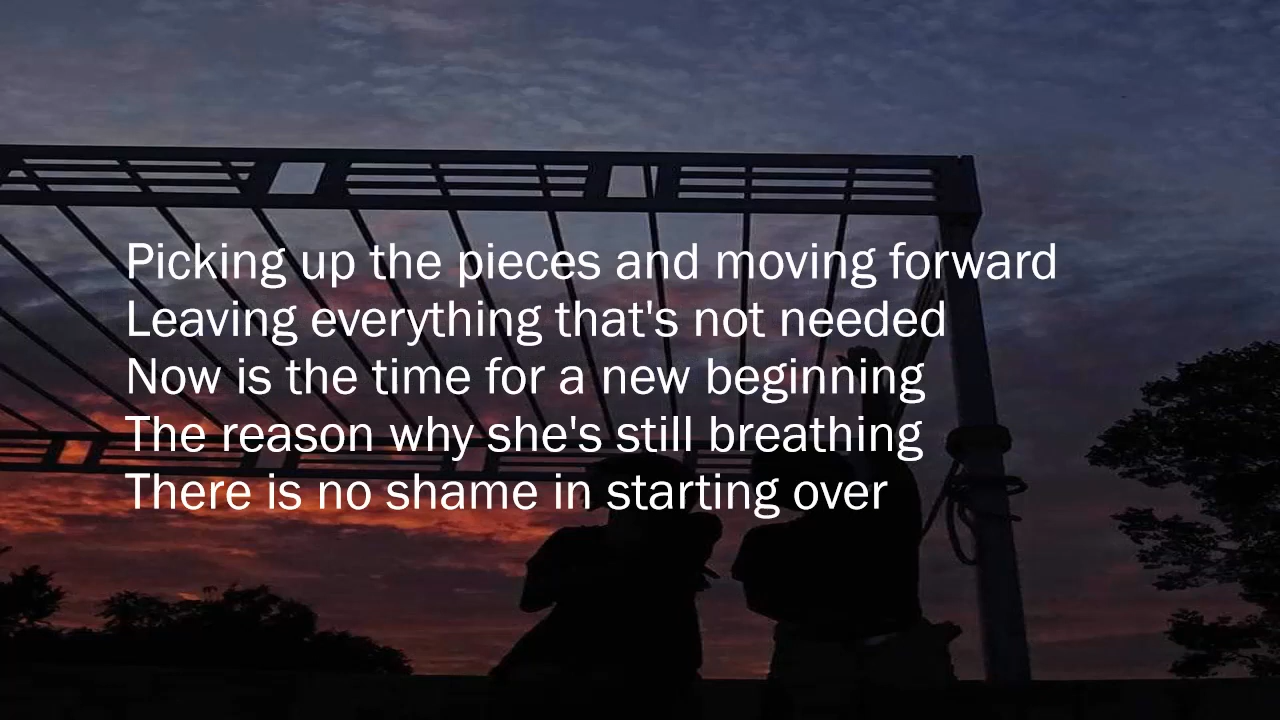 Picking up the pieces and moving forward
Leaving everything that's not needed
Now is the time for a new beginning
The reason why she's still breathing
There is no shame in starting over